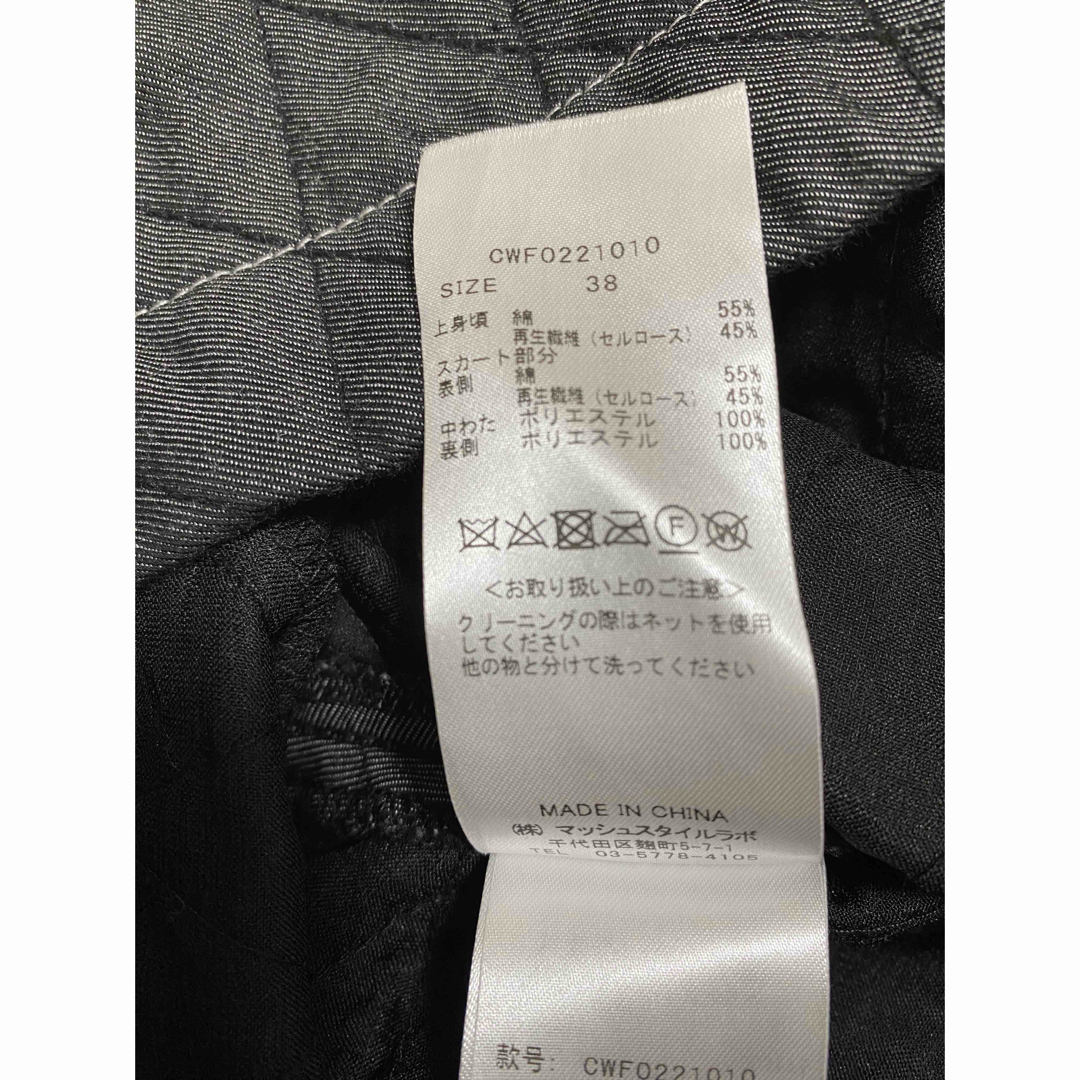 CWF0221010
SIZE 38
上身頃 綿 55%
再生繊維 (セルロース) 45%
スカート部分
表側 綿 55%
再生繊維 (セルロース) 45%
中わた ポリエステル 100%
裏側 ポリエステル 100%
F W
<お取り扱い上のご注意>
クリーニングの際はネットを使用
してください
他の物と分けて洗ってください
MADE IN CHINA
(株) マッシュスタイルラボ
千代田区麹町5-7-1
TEL 03-5778-4105
款号: CWF0221010